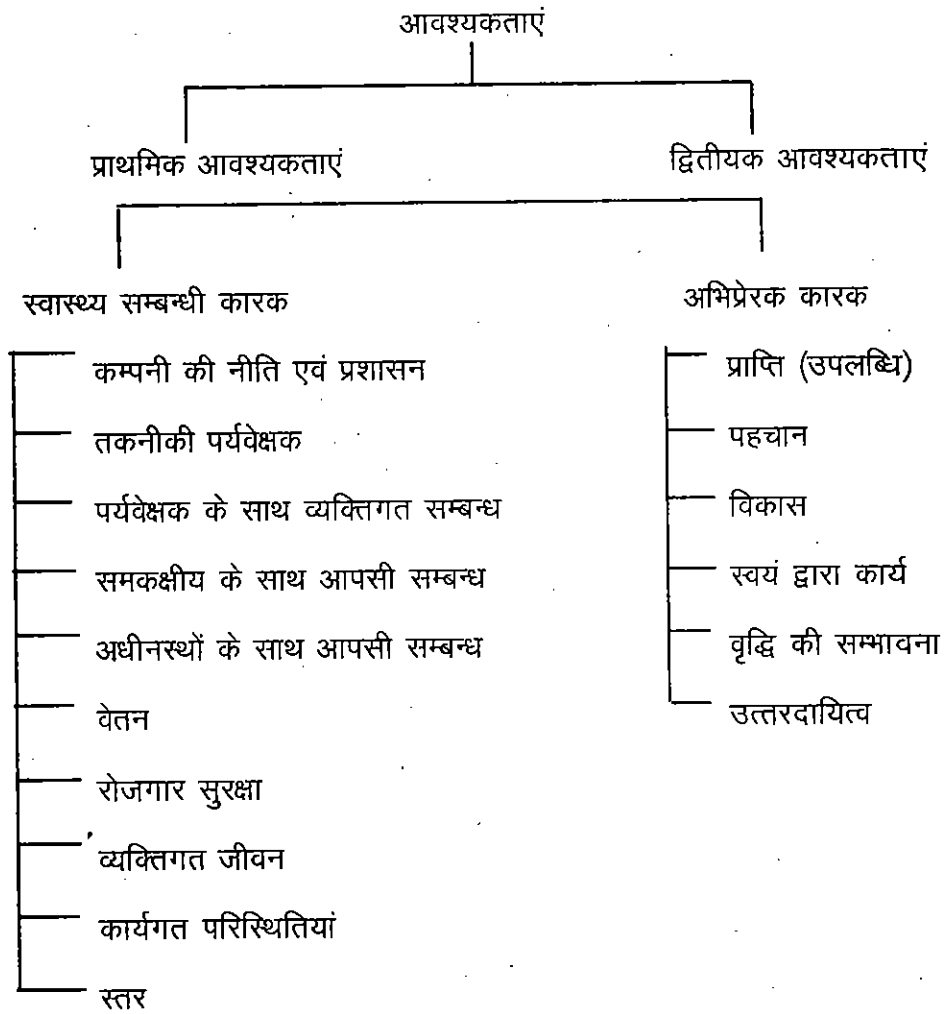 आवश्यकताएं
प्राथमिक आवश्यकताएं
द्वितीयक आवश्यकताएं
स्वास्थ्य सम्बन्धी कारक
कम्पनी की नीति एवं प्रशासन
तकनीकी पर्यवेक्षक
पर्यवेक्षक के साथ व्यक्तिगत सम्बन्ध
समकक्षीय के साथ आपसी सम्बन्ध
अधीनस्थों के साथ आपसी सम्बन्ध
वेतन
रोजगार सुरक्षा
व्यक्तिगत जीवन
कार्यगत परिस्थितियां
स्तर
अभिप्रेरक कारक
प्राप्ति (उपलब्धि)
पहचान
विकास
स्वयं द्वारा कार्य
वृद्धि की सम्भावना
उत्तरदायित्व